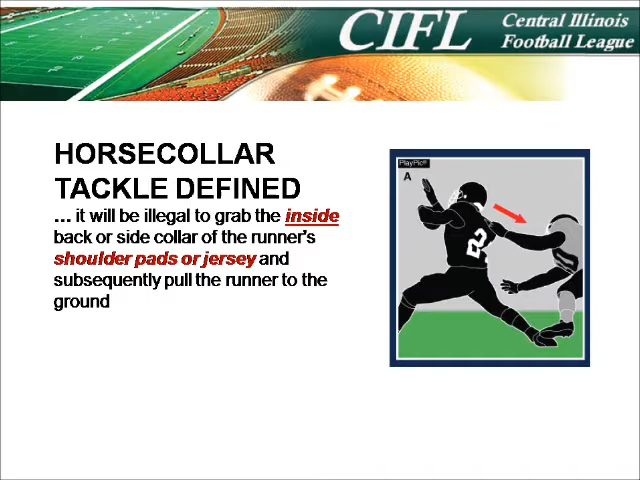 CIFL
Central Illinois
Football League
HORSECOLLAR
TACKLE DEFINED
… it will be illegal to grab the inside
back or side collar of the runner's
shoulder pads or jersey and
subsequently pull the runner to the
ground
PlayPic®
A
2